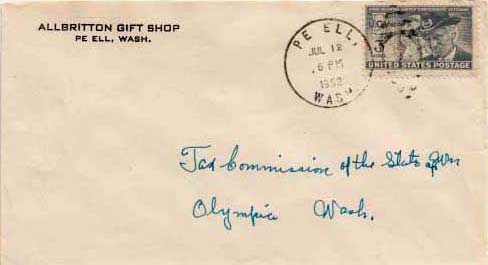 ALLBRITTON GIFT SHOP
PE ELL, WASH.
PE ELL,
JUL 12
6 PM
1952
WASH
3
UNITED STATES POSTAGE
Tax Commission of the State of Wn
Olympia Wash.